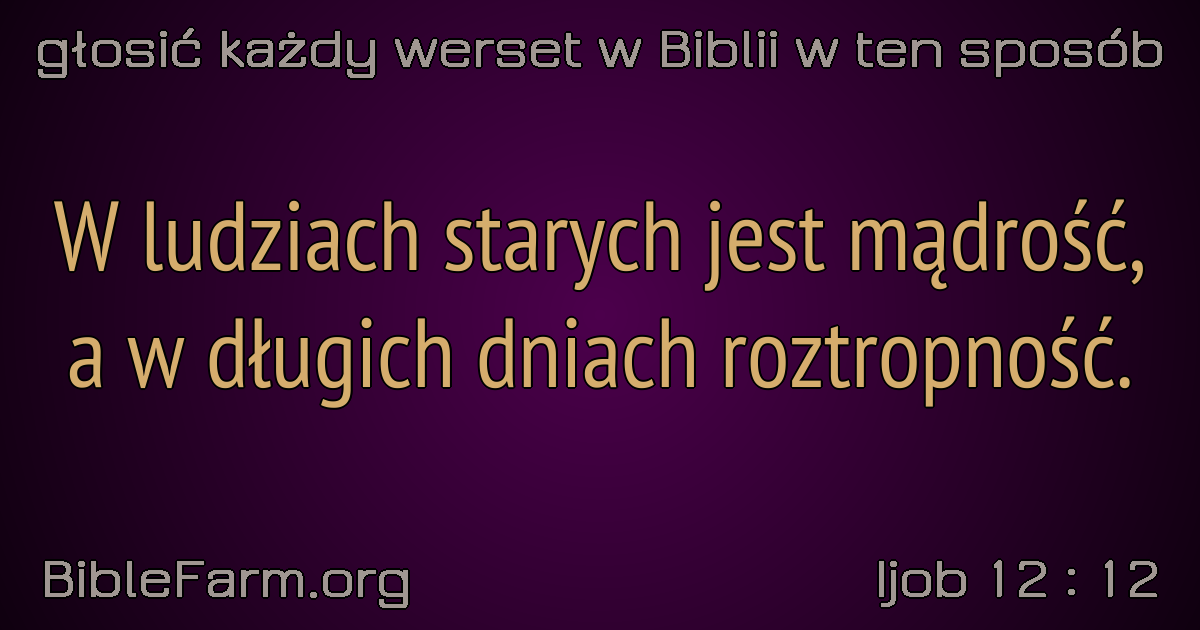 głosić każdy werset w Biblii w ten sposób
W ludziach starych jest mądrość,
a w długich dniach roztropność.
BibleFarm.org
Ijob 12 : 12